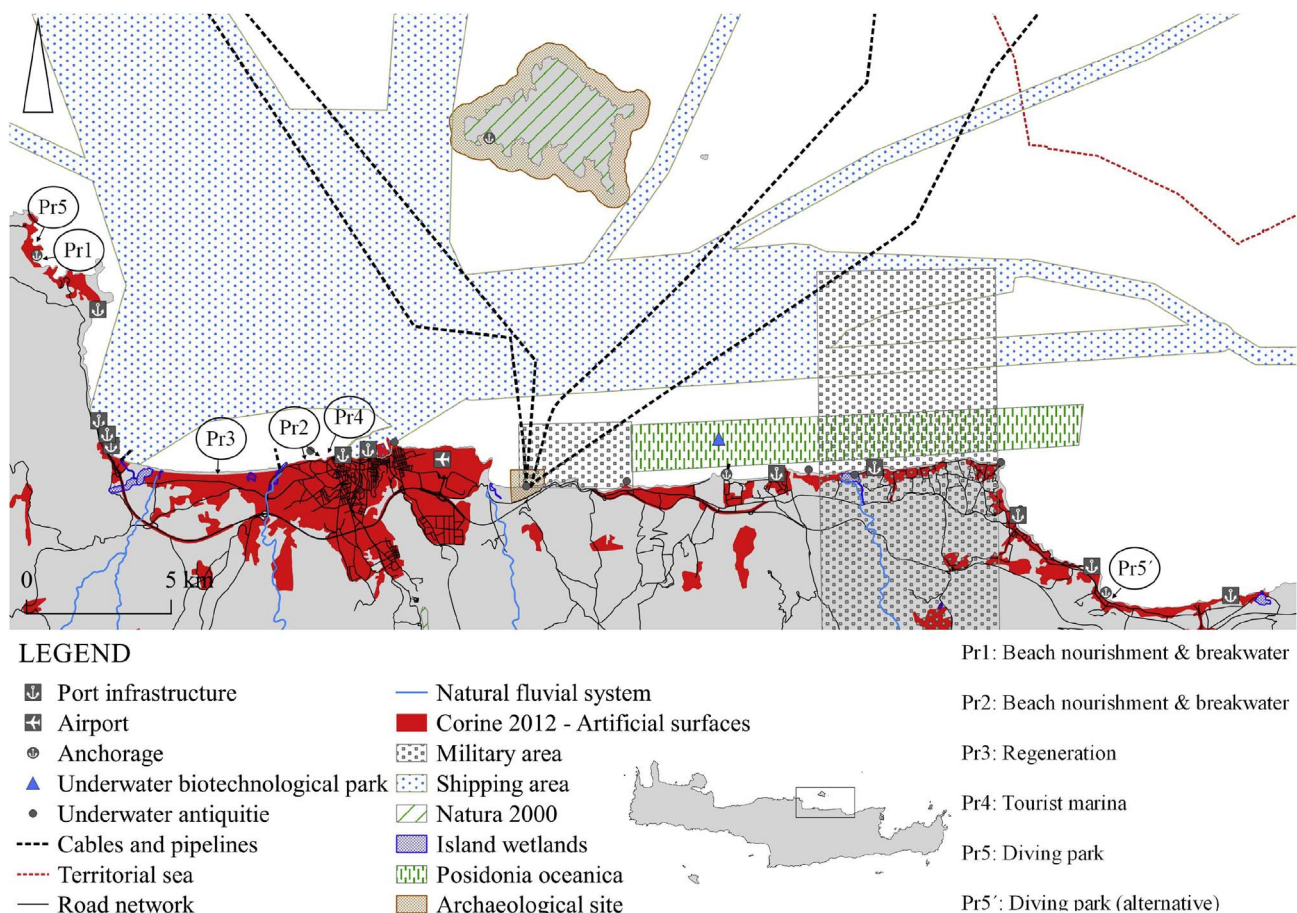 Pr5
Pr1
Pr3
Pr2
Pr4
Pr5´
0 5 km
LEGEND
Port infrastructure
Airport
Anchorage
Underwater biotechnological park
Underwater antiquitie
Cables and pipelines
Territorial sea
Road network
Natural fluvial system
Corine 2012 - Artificial surfaces
Military area
Shipping area
Natura 2000
Island wetlands
Posidonia oceanica
Archaeological site
Pr1: Beach nourishment & breakwater
Pr2: Beach nourishment & breakwater
Pr3: Regeneration
Pr4: Tourist marina
Pr5: Diving park
Pr5´: Diving park (alternative)